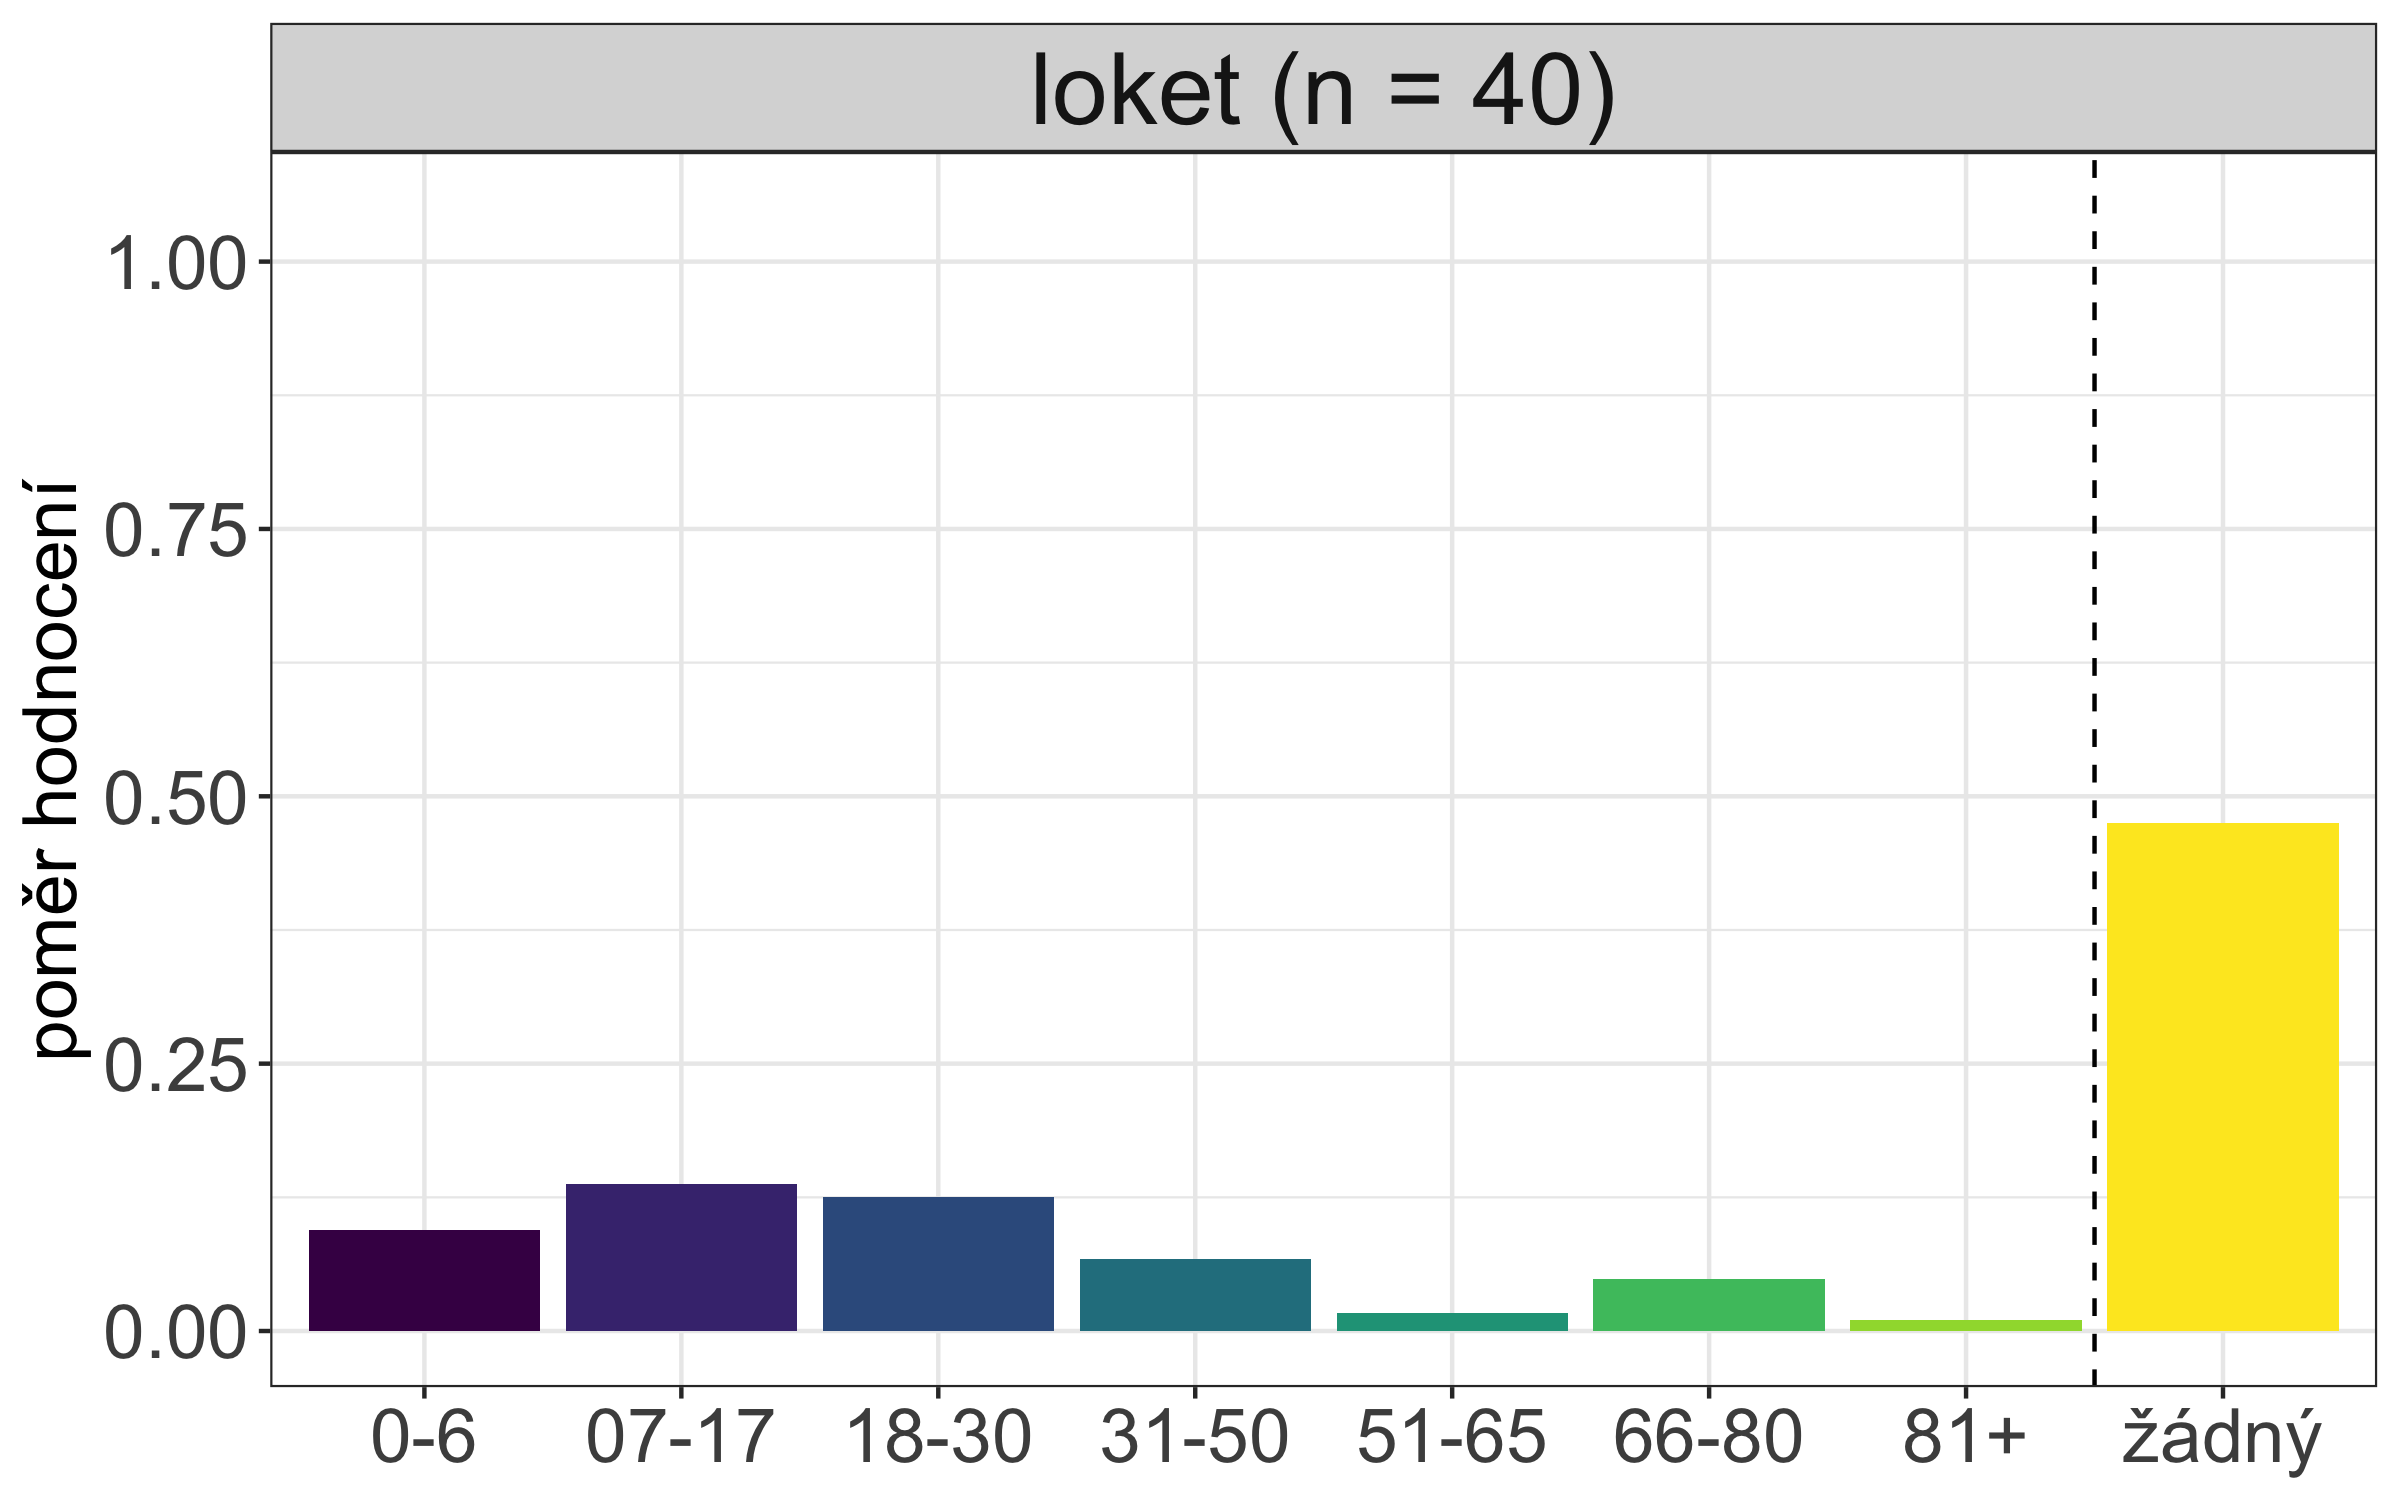 loket (n = 40)
poměr hodnocení
1.00
0.75
0.50
0.25
0.00
0-6 07-17 18-30 31-50 51-65 66-80 81+ žádný